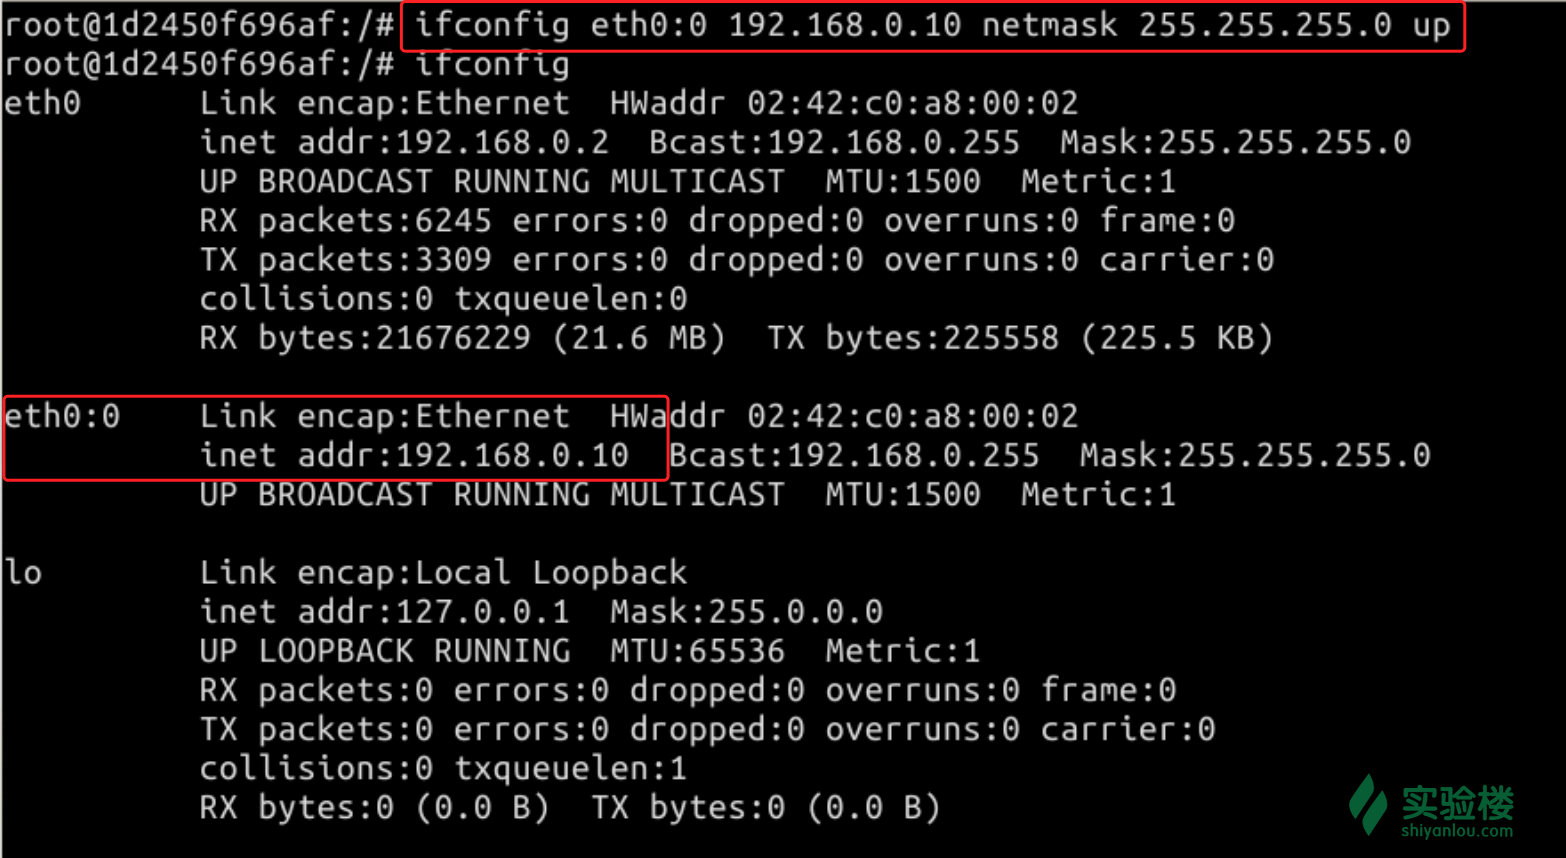 root@1d2450f696af:/# ifconfig eth0:0 192.168.0.10 netmask 255.255.255.0 up
root@1d2450f696af:/# ifconfig
eth0      Link encap:Ethernet  HWaddr 02:42:c0:a8:00:02
          inet addr:192.168.0.2  Bcast:192.168.0.255  Mask:255.255.255.0
          UP BROADCAST RUNNING MULTICAST  MTU:1500  Metric:1
          RX packets:6245 errors:0 dropped:0 overruns:0 frame:0
          TX packets:3309 errors:0 dropped:0 overruns:0 carrier:0
          collisions:0 txqueuelen:0
          RX bytes:21676229 (21.6 MB)  TX bytes:225558 (225.5 KB)

eth0:0    Link encap:Ethernet  HWaddr 02:42:c0:a8:00:02
          inet addr:192.168.0.10  Bcast:192.168.0.255  Mask:255.255.255.0
          UP BROADCAST RUNNING MULTICAST  MTU:1500  Metric:1

lo        Link encap:Local Loopback
          inet addr:127.0.0.1  Mask:255.0.0.0
          UP LOOPBACK RUNNING  MTU:65536  Metric:1
          RX packets:0 errors:0 dropped:0 overruns:0 frame:0
          TX packets:0 errors:0 dropped:0 overruns:0 carrier:0
          collisions:0 txqueuelen:1
          RX bytes:0 (0.0 B)  TX bytes:0 (0.0 B)
实验楼
shiyanlou.com